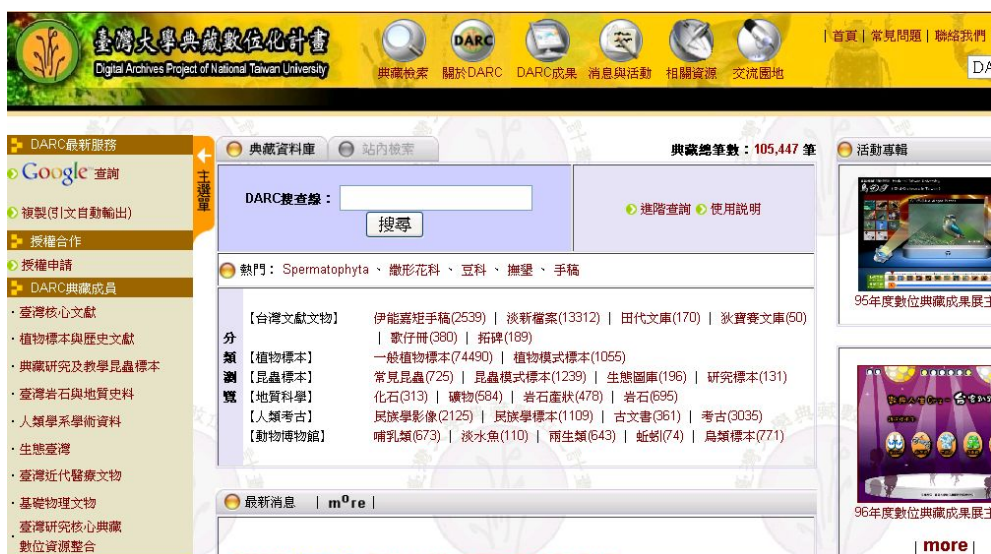 臺灣大學典藏數位化計畫
Digital Archives Project of National Taiwan University
DARC
典藏檢索 關於DARC DARC成果 消息與活動 相關資源 交流園地
| 首頁 | 常見問題 | 聯絡我們
DARC最新服務
Google 查詢
複製(引文自動輸出)
授權合作
授權申請
DARC典藏成員
‧臺灣核心文獻
‧植物標本與歷史文獻
‧典藏研究及教學昆蟲標本
‧臺灣岩石與地質史料
‧人類學系學術資料
‧生態臺灣
‧臺灣近代醫療文物
‧基礎物理文物
‧臺灣研究核心典藏
數位資源整合
主選單
典藏資料庫 站內檢索
典藏總筆數：105,447 筆
DARC複查線：
搜尋
進階查詢 使用說明
熱門： Spermatophyta 、 繖形花科 、 豆科 、 撫墾 、 手稿
分類瀏覽
【台灣文獻文物】 伊能嘉矩手稿(2539) | 淡新檔案(13312) | 田代文庫(170) | 狄寶賽文庫(50)
| 歌仔冊(380) | 拓碑(189)
【植物標本】 一般植物標本(74490) | 植物模式標本(1055)
【昆蟲標本】 常見昆蟲(725) | 昆蟲模式標本(1239) | 生態圖庫(196) | 研究標本(131)
【地質科學】 化石(313) | 礦物(584) | 岩石產狀(478) | 岩石(695)
【人類考古】 民族學影像(2125) | 民族學標本(1109) | 古文書(361) | 考古(3035)
【動物博物館】 哺乳類(673) | 淡水魚(110) | 兩生類(643) | 蚯蚓(74) | 鳥類標本(771)
最新消息 | more |
活動專輯
95年度數位典藏成果展主
96年度數位典藏成果展主
| more |